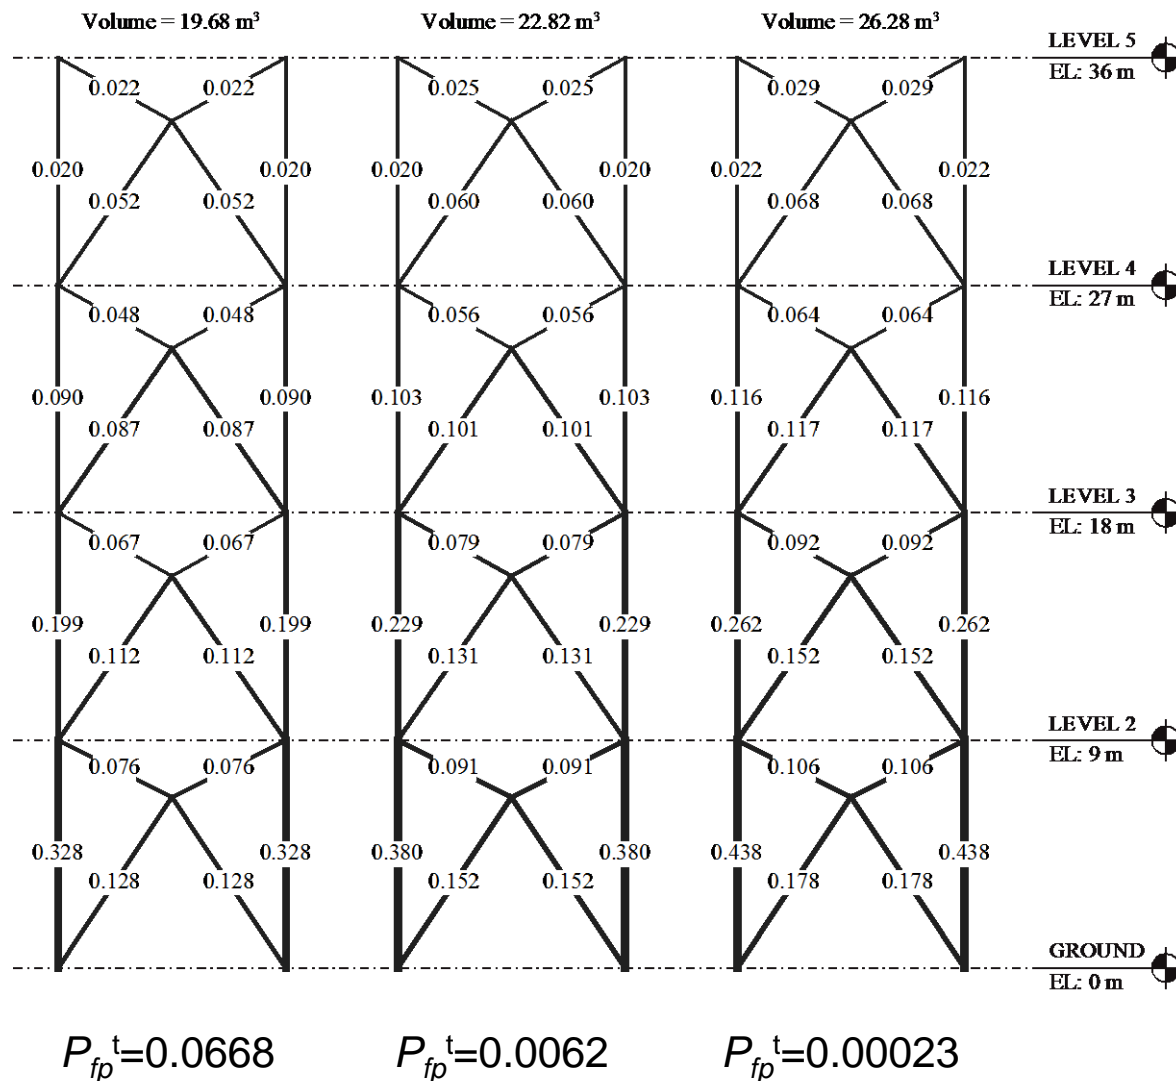 Volume = 19.68 m³ Volume = 22.82 m³ Volume = 26.28 m³
LEVEL 5
EL: 36 m
0.022 0.022 0.025 0.025 0.029 0.029
0.020 0.020 0.020 0.020 0.022 0.022
0.052 0.052 0.060 0.060 0.068 0.068
LEVEL 4
EL: 27 m
0.048 0.048 0.056 0.056 0.064 0.064
0.090 0.090 0.103 0.103 0.116 0.116
0.087 0.087 0.101 0.101 0.117 0.117
LEVEL 3
EL: 18 m
0.067 0.067 0.079 0.079 0.092 0.092
0.199 0.199 0.229 0.229 0.262 0.262
0.112 0.112 0.131 0.131 0.152 0.152
LEVEL 2
EL: 9 m
0.076 0.076 0.091 0.091 0.106 0.106
0.328 0.328 0.380 0.380 0.438 0.438
0.128 0.128 0.152 0.152 0.178 0.178
GROUND
EL: 0 m
P_fp^t=0.0668 P_fp^t=0.0062 P_fp^t=0.00023